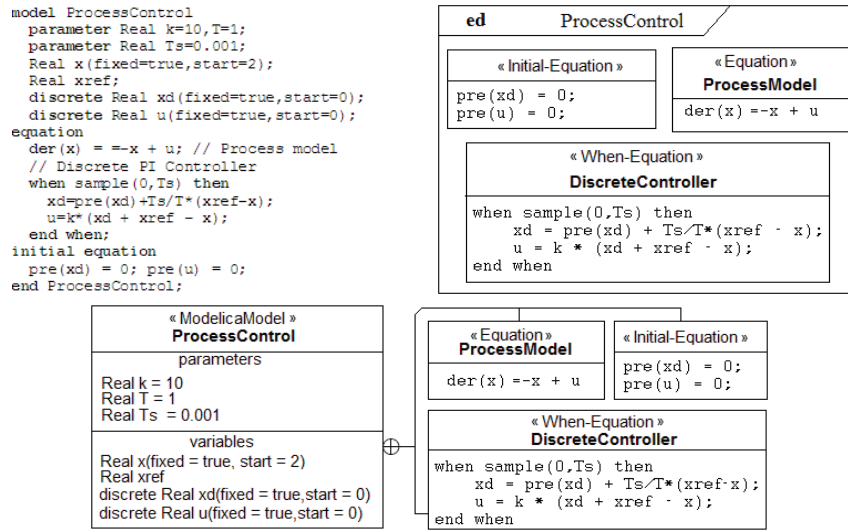 model ProcessControl
parameter Real k=10,T=1;
parameter Real Ts=0.001;
Real x(fixed=true,start=2);
Real xref;
discrete Real xd(fixed=true,start=0);
discrete Real u(fixed=true,start=0);
equation
der(x) = =-x + u; // Process model
// Discrete PI Controller
when sample(0,Ts) then
xd=pre(xd)+Ts/T*(xref-x);
u=k*(xd + xref - x);
end when;
initial equation
pre(xd) = 0; pre(u) = 0;
end ProcessControl;
ed ProcessControl
« Initial-Equation »
pre(xd) = 0;
pre(u) = 0;
« Equation »
ProcessModel
der(x) =-x + u
« When-Equation »
DiscreteController
when sample(0,Ts) then
xd = pre(xd) + Ts/T*(xref - x);
u = k * (xd + xref - x);
end when
« ModelicaModel »
ProcessControl
parameters
Real k = 10
Real T = 1
Real Ts = 0.001
variables
Real x(fixed = true, start = 2)
Real xref
discrete Real xd(fixed = true,start = 0)
discrete Real u(fixed = true,start = 0)
« Equation »
ProcessModel
der(x) =-x + u
« Initial-Equation »
pre(xd) = 0;
pre(u) = 0;
« When-Equation »
DiscreteController
when sample(0,Ts) then
xd = pre(xd) + Ts/T*(xref-x);
u = k * (xd + xref - x);
end when